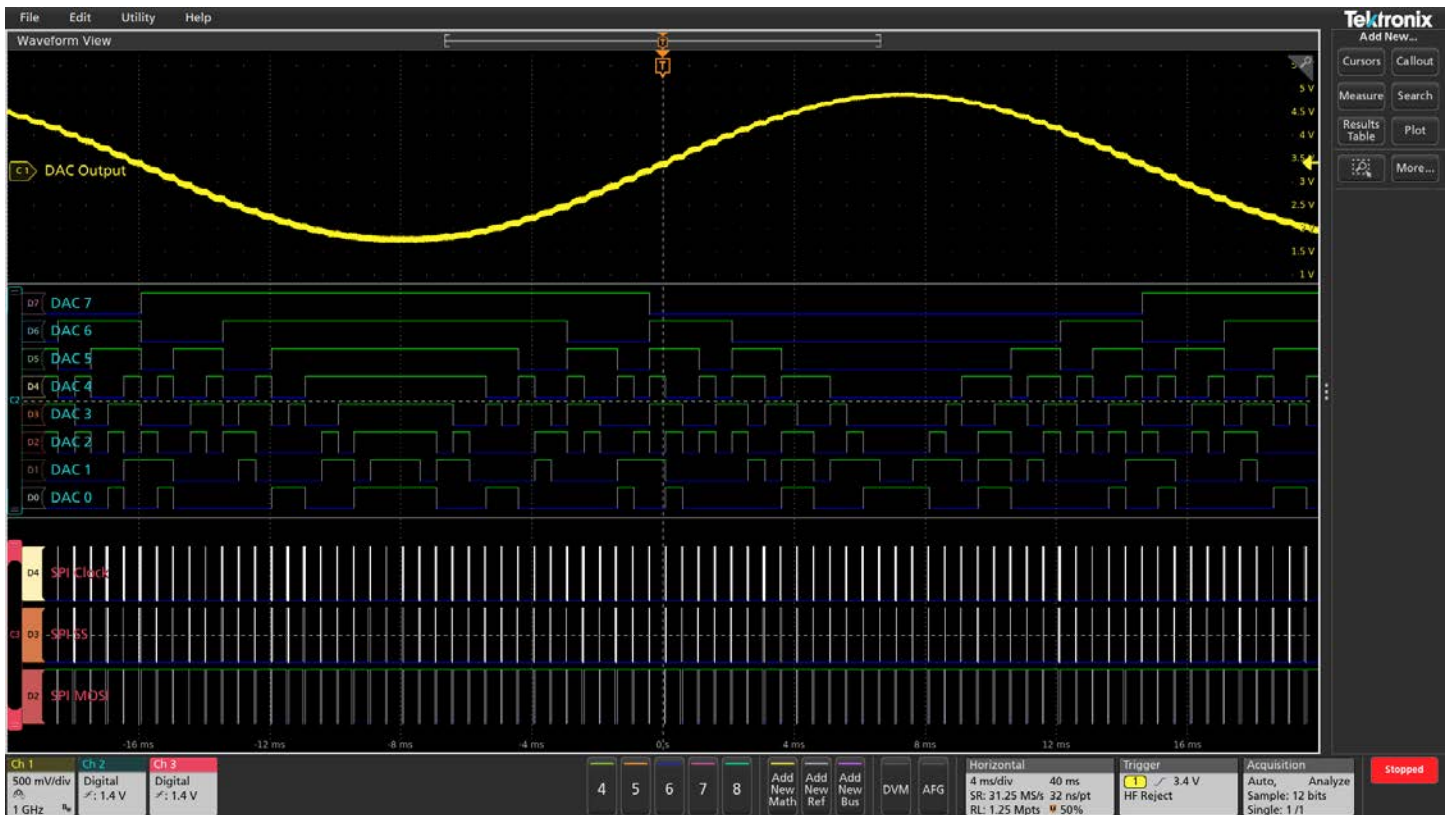 File Edit Utility Help
Tektronix
Waveform View
Add New...
T
T
Cursors Callout
5 V
Measure Search
4.5 V
Results Table Plot
4 V
3.5
C1 DAC Output
More...
3 V
2.5 V
1.5 V
1 V
D7 DAC 7
D6 DAC 6
D5 DAC 5
D4 DAC 4
C2
D3 DAC 3
D2 DAC 2
D1 DAC 1
D0 DAC 0
D4 SPI Clock
C3 D3 SPI SS
D2 SPI MOSI
-16 ms -12 ms -8 ms -4 ms 0 s 4 ms 8 ms 12 ms 16 ms
Ch 1
500 mV/div
1 GHz
Ch 2
Digital
: 1.4 V
Ch 3
Digital
: 1.4 V
4 5 6 7 8
Add New Math
Add New Ref
Add New Bus
DVM
AFG
Horizontal
4 ms/div 40 ms
SR: 31.25 MS/s 32 ns/pt
RL: 1.25 Mpts 50%
Trigger
1 3.4 V
HF Reject
Acquisition
Auto, Analyze
Sample: 12 bits
Single: 1 /1
Stopped